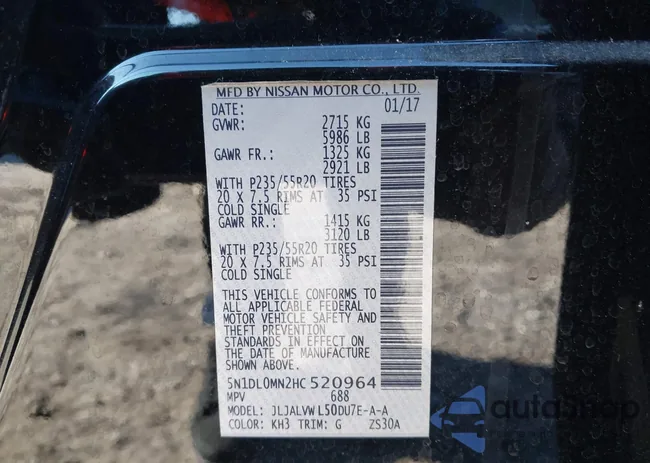 MFD BY NISSAN MOTOR CO., LTD.
DATE: 01/17
GVWR: 2715 KG
5986 LB
GAWR FR.: 1325 KG
2921 LB
WITH P235/55R20 TIRES
20 X 7.5 RIMS AT 35 PSI
COLD SINGLE
GAWR RR.: 1415 KG
3120 LB
WITH P235/55R20 TIRES
20 X 7.5 RIMS AT 35 PSI
COLD SINGLE
THIS VEHICLE CONFORMS TO
ALL APPLICABLE FEDERAL
MOTOR VEHICLE SAFETY AND
THEFT PREVENTION
STANDARDS IN EFFECT ON
THE DATE OF MANUFACTURE
SHOWN ABOVE.
5N1DL0MN2HC 520964
MPV 688
MODEL: JLJALVWL50DU7E-A-A
COLOR: KH3 TRIM: G ZS30A
autoShop